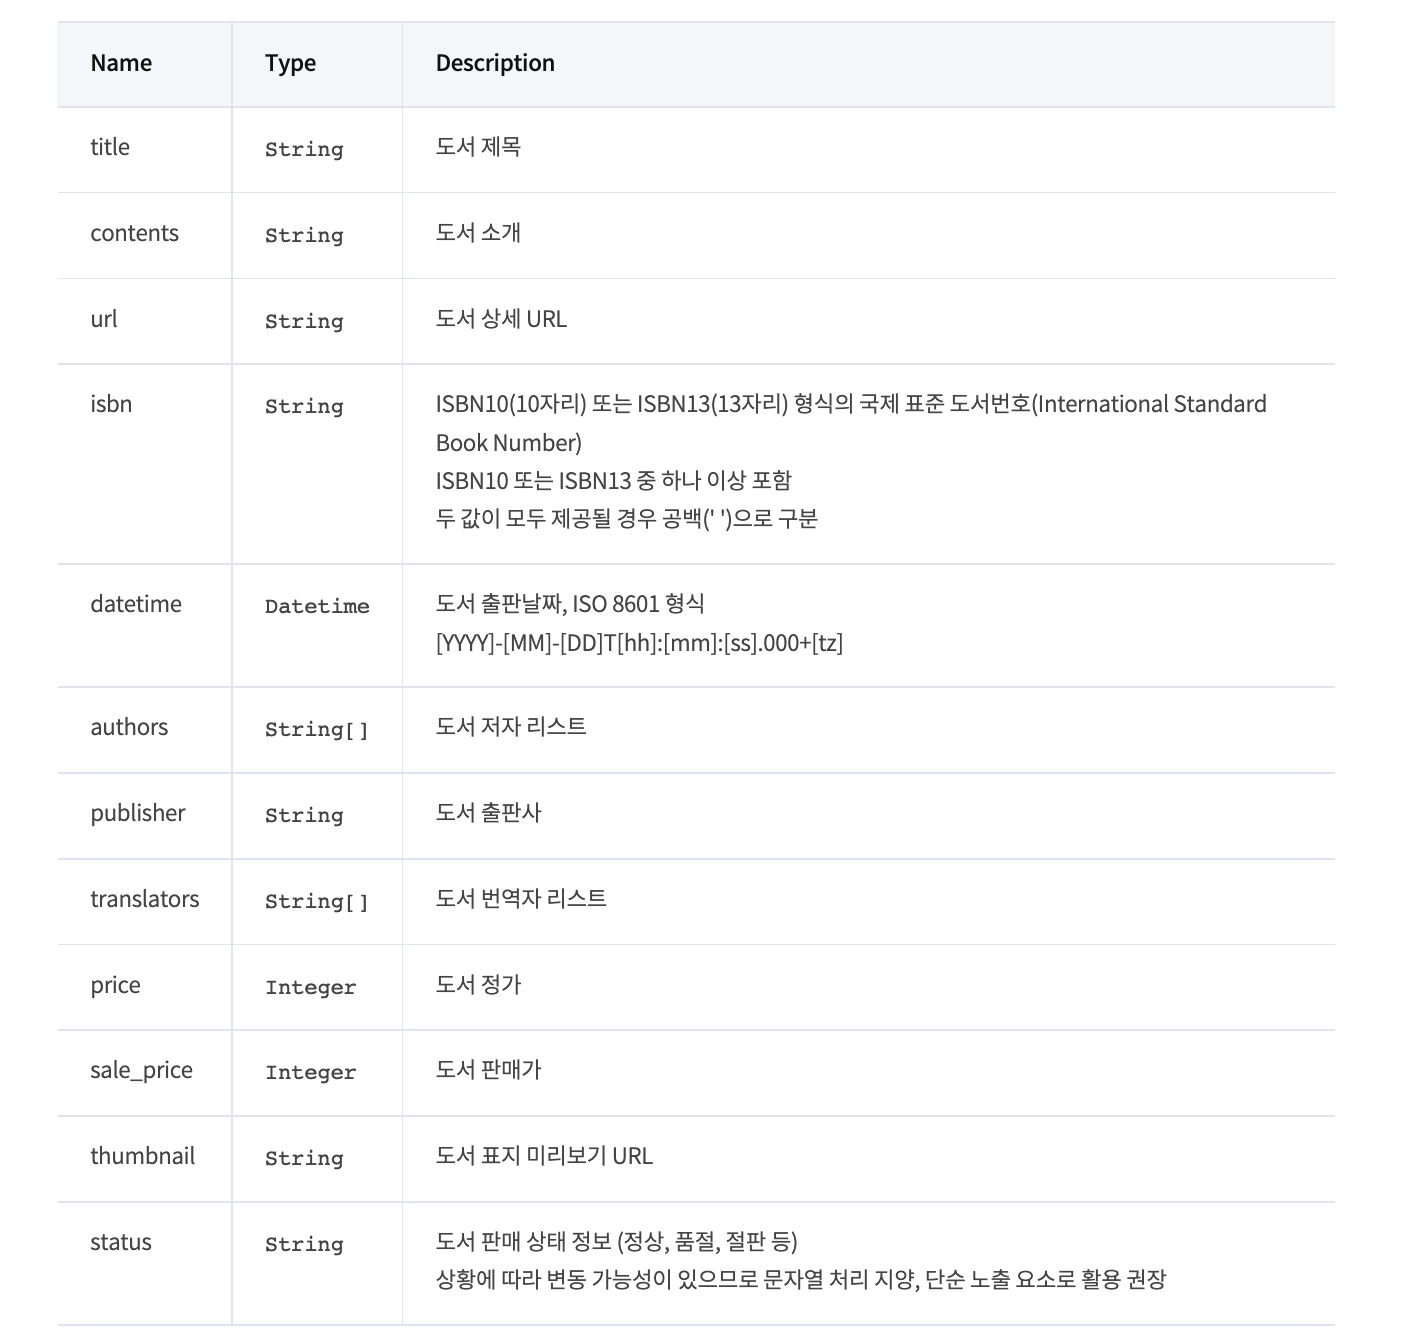 Name Type Description
title String 도서 제목
contents String 도서 소개
url String 도서 상세 URL
isbn String ISBN10(10자리) 또는 ISBN13(13자리) 형식의 국제 표준 도서번호(International Standard
Book Number)
ISBN10 또는 ISBN13 중 하나 이상 포함
두 값이 모두 제공될 경우 공백(' ')으로 구분
datetime Datetime 도서 출판날짜, ISO 8601 형식
[YYYY]-[MM]-[DD]T[hh]:[mm]:[ss].000+[tz]
authors String[] 도서 저자 리스트
publisher String 도서 출판사
translators String[] 도서 번역자 리스트
price Integer 도서 정가
sale_price Integer 도서 판매가
thumbnail String 도서 표지 미리보기 URL
status String 도서 판매 상태 정보 (정상, 품절, 절판 등)
상황에 따라 변동 가능성이 있으므로 문자열 처리 지양, 단순 노출 요소로 활용 권장